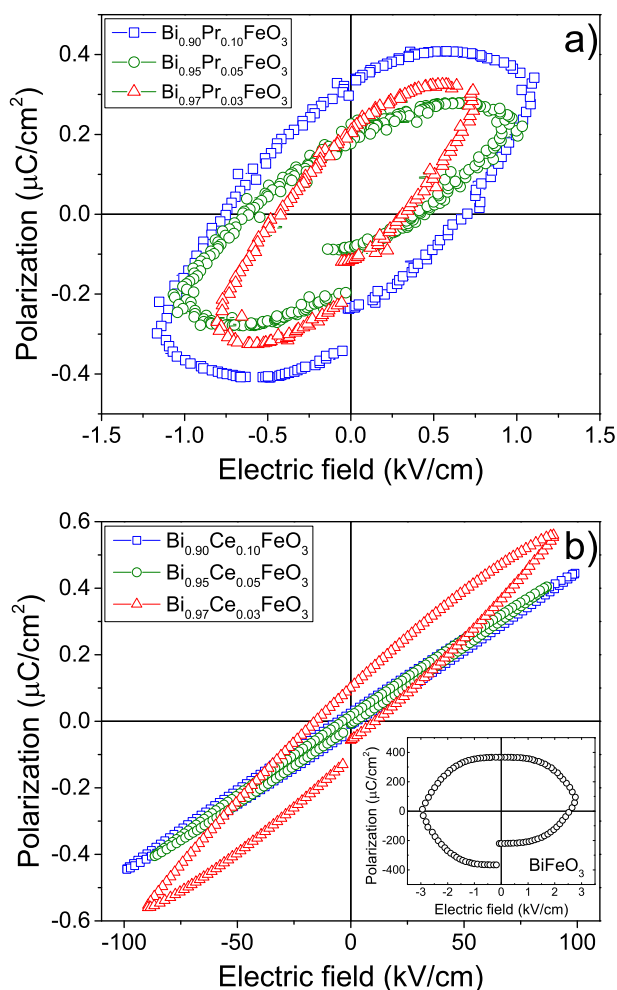 a)
Bi0.90Pr0.10FeO3
Bi0.95Pr0.05FeO3
Bi0.97Pr0.03FeO3
0.4
0.2
0.0
-0.2
-0.4
Polarization (μC/cm2)
-1.5 -1.0 -0.5 0.0 0.5 1.0 1.5
Electric field (kV/cm)
b)
Bi0.90Ce0.10FeO3
Bi0.95Ce0.05FeO3
Bi0.97Ce0.03FeO3
0.6
0.4
0.2
0.0
-0.2
-0.4
-0.6
Polarization (μC/cm2)
400
200
0
-200
-400
Polarization (μC/cm2)
BiFeO3
-3 -2 -1 0 1 2 3
Electric field (kV/cm)
-100 -50 0 50 100
Electric field (kV/cm)